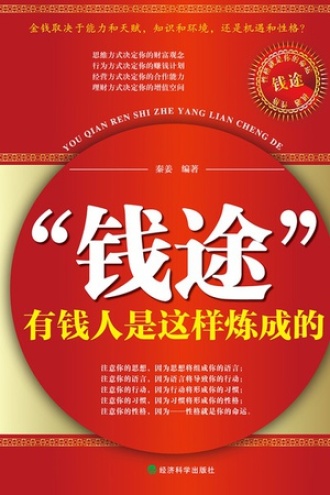 金钱取决于能力和天赋，知识和环境，还是机遇和性格？
思维方式决定你的财富观念
行为方式决定你的赚钱计划
经营方式决定你的合作能力
理财方式决定你的增值空间
钱途
YOU QIAN REN SHI ZHE YANG LIAN CHENG DE
秦姜 编著
“钱途”
有钱人是这样炼成的
注意你的思想，因为思想将组成你的语言；
注意你的语言，因为语言将导致你的行动；
注意你的行动，因为行动将形成你的习惯；
注意你的习惯，因为习惯将形成你的性格；
注意你的性格，因为——性格就是你的命运。
经济科学出版社